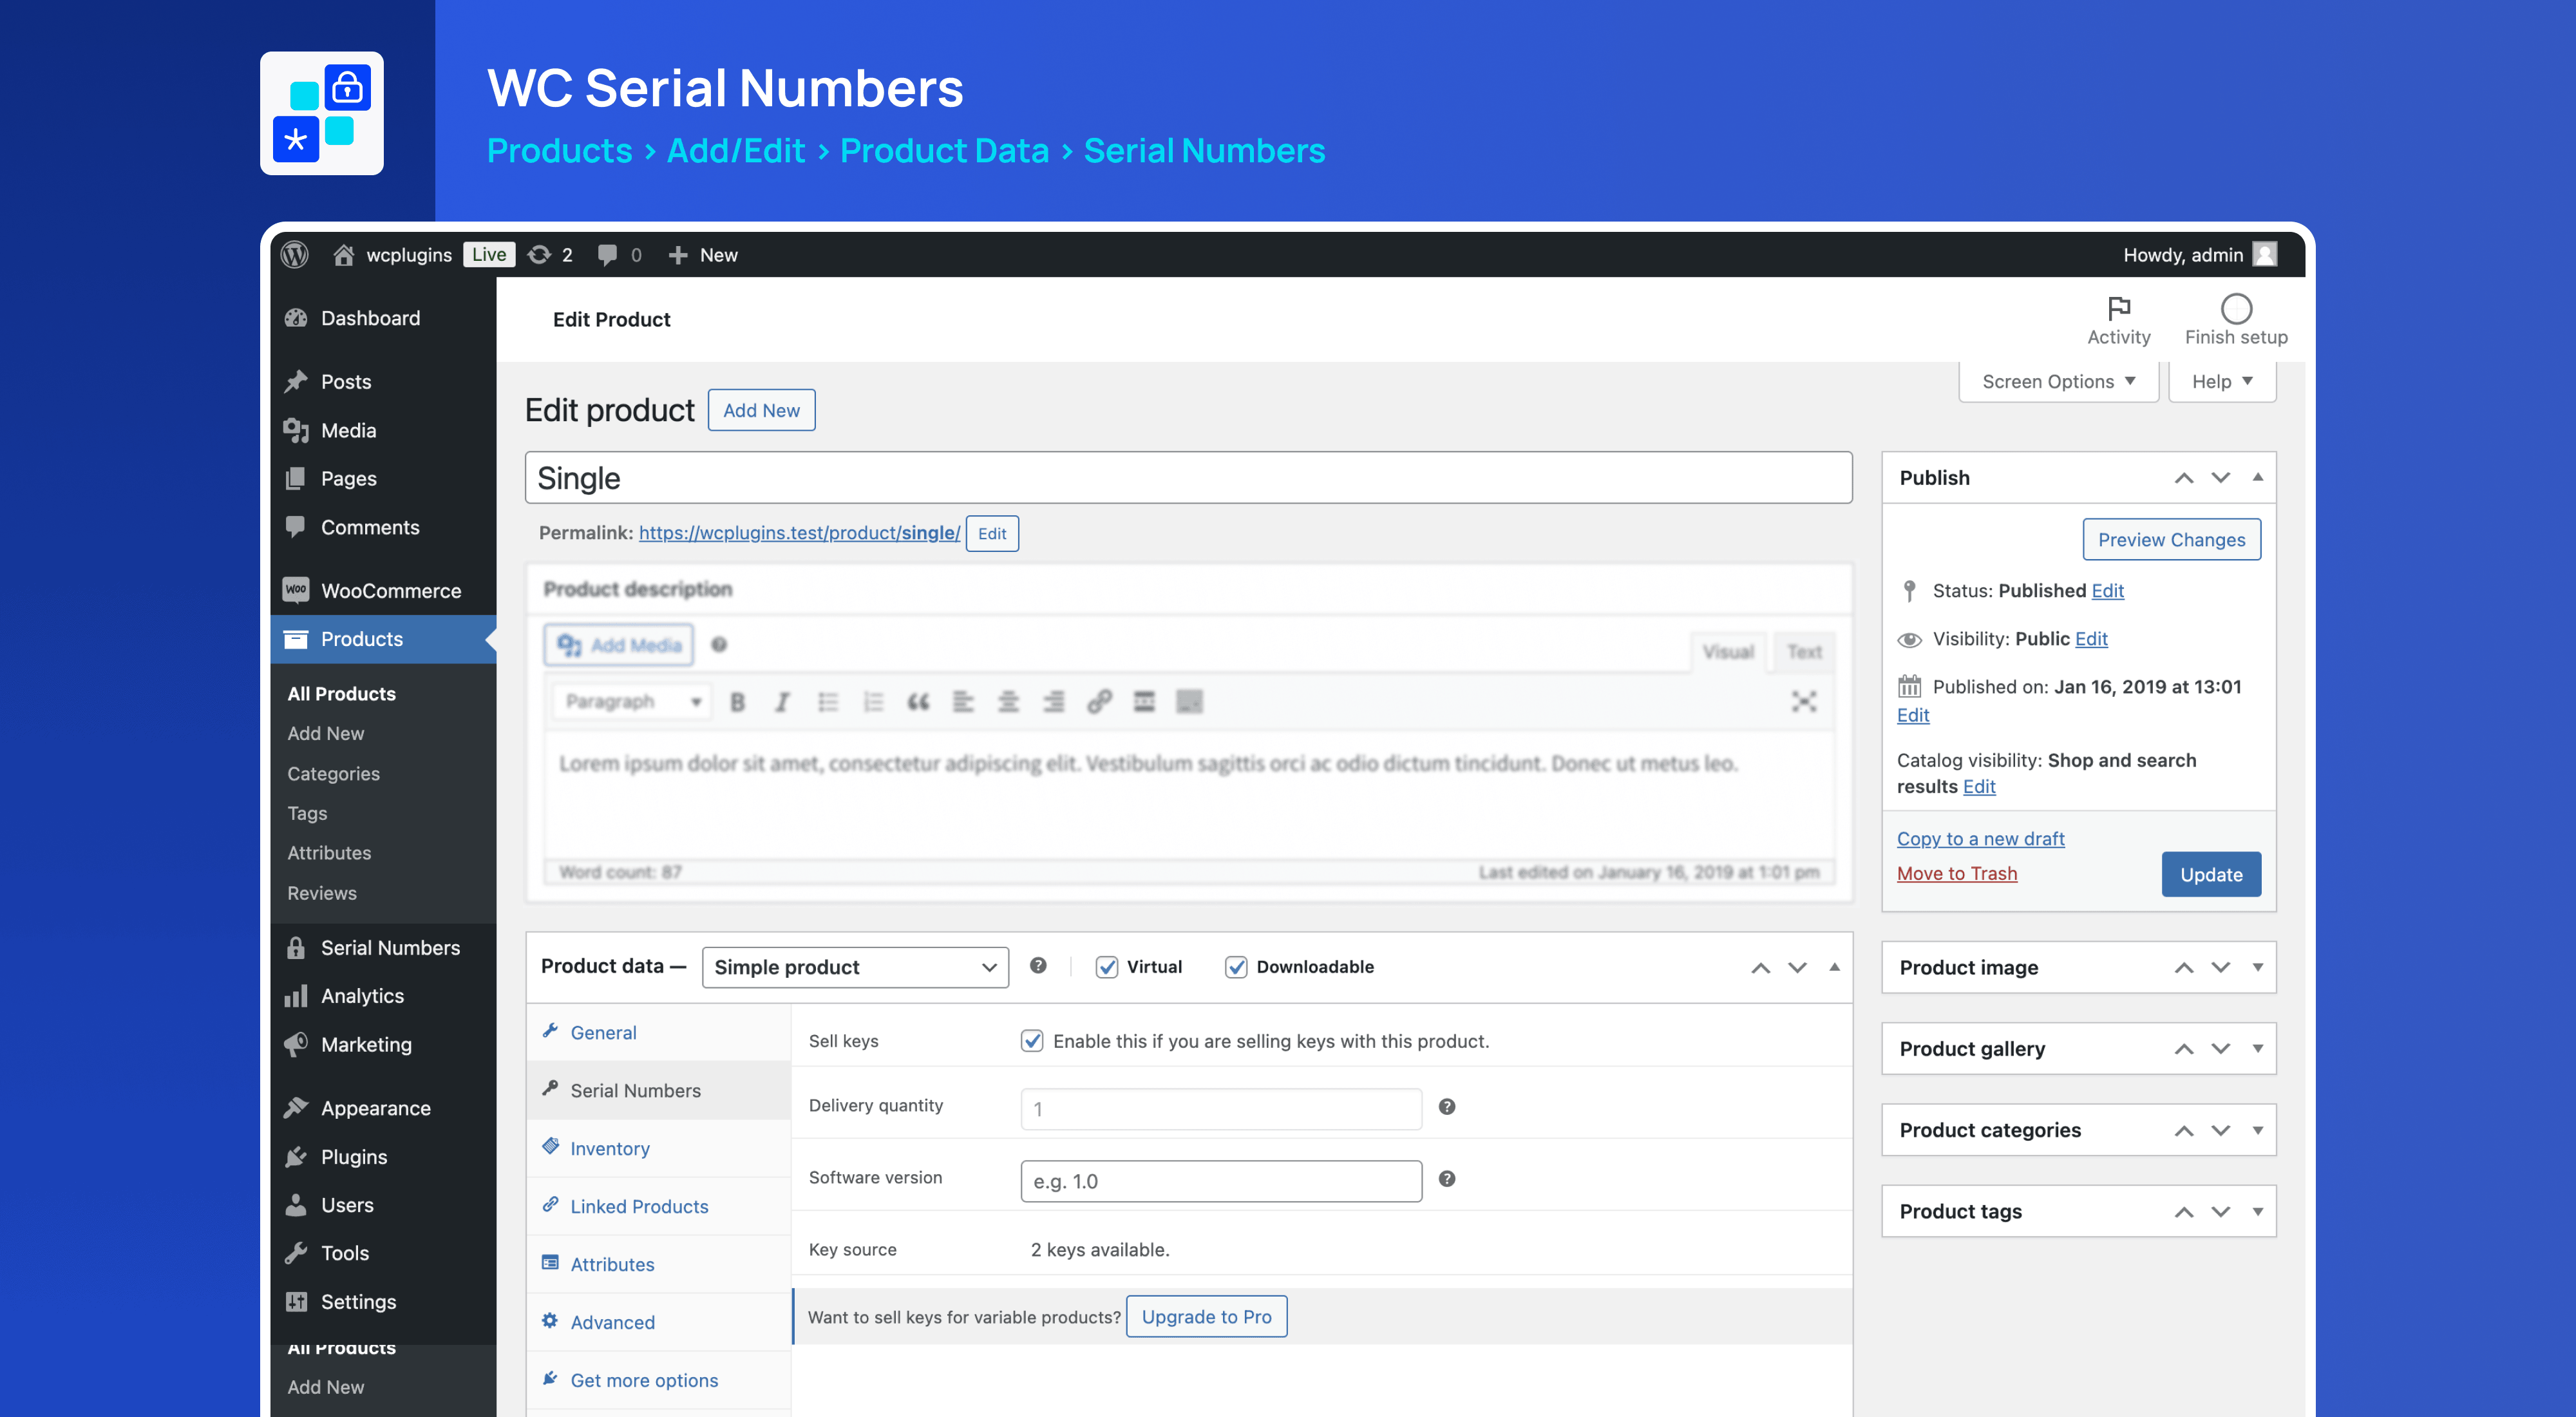 WC Serial Numbers
Products > Add/Edit > Product Data > Serial Numbers
wcplugins Live 2 0 New
Howdy, admin
Dashboard
Posts
Media
Pages
Comments
WooCommerce
Products
All Products
Add New
Categories
Tags
Attributes
Reviews
Serial Numbers
Analytics
Marketing
Appearance
Plugins
Users
Tools
Settings
All Products
Add New
Edit Product
Activity
Finish setup
Screen Options
Help
Edit product
Add New
Single
Permalink: https://wcplugins.test/product/single/ Edit
Product description
Add Media
Visual
Text
Paragraph
Lorem ipsum dolor sit amet, consectetur adipiscing elit. Vestibulum sagittis orci ac odio dictum tincidunt. Donec ut metus leo.
Word count: 87
Last edited on January 16, 2019 at 1:01 pm
Product data — Simple product
Virtual
Downloadable
General
Serial Numbers
Inventory
Linked Products
Attributes
Advanced
Get more options
Sell keys
Enable this if you are selling keys with this product.
Delivery quantity
1
Software version
e.g. 1.0
Key source
2 keys available.
Want to sell keys for variable products? Upgrade to Pro
Publish
Preview Changes
Status: Published Edit
Visibility: Public Edit
Published on: Jan 16, 2019 at 13:01
Edit
Catalog visibility: Shop and search
results Edit
Copy to a new draft
Move to Trash
Update
Product image
Product gallery
Product categories
Product tags